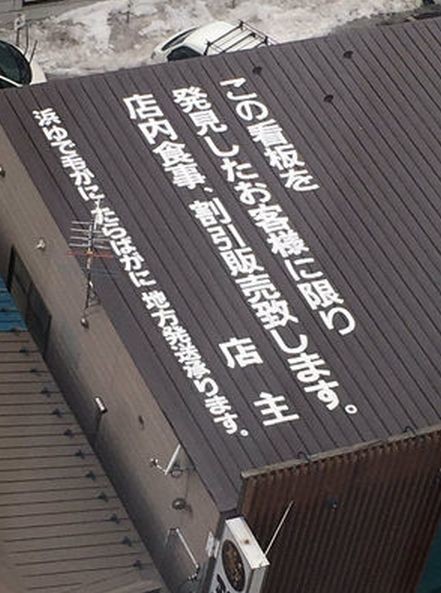 この看板を
発見したお客様に限り
店内食事、割引販売致します。
店主
浜ゆで毛がに たらばがに 地方発送承ります。